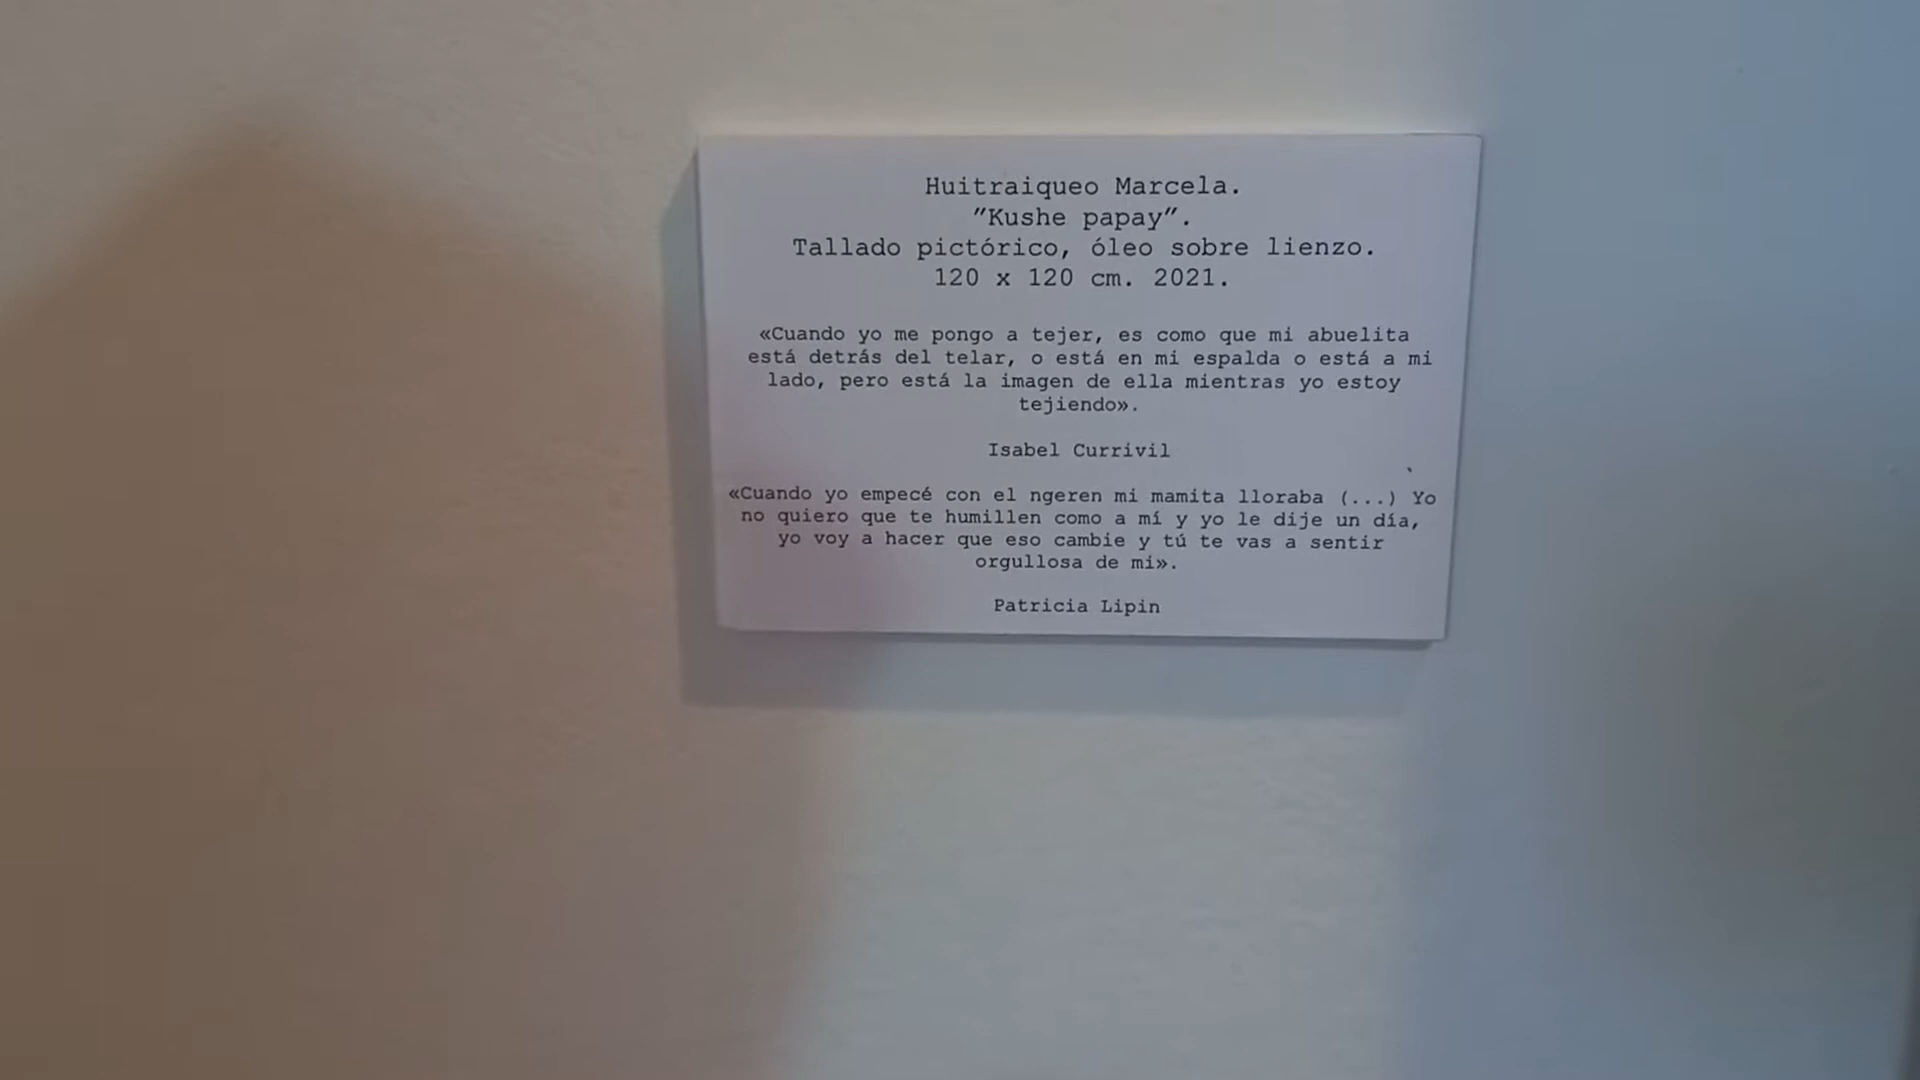 Huitraiqueo Marcela.
"Kushe papay".
Tallado pictórico, óleo sobre lienzo.
120 x 120 cm. 2021.
«Cuando yo me pongo a tejer, es como que mi abuelita
está detrás del telar, o está en mi espalda o está a mi
lado, pero está la imagen de ella mientras yo estoy
tejiendo».
Isabel Currivil
«Cuando yo empecé con el ngeren mi mamita lloraba (...) Yo
no quiero que te humillen como a mí y yo le dije un día,
yo voy a hacer que eso cambie y tú te vas a sentir
orgullosa de mi».
Patricia Lipin